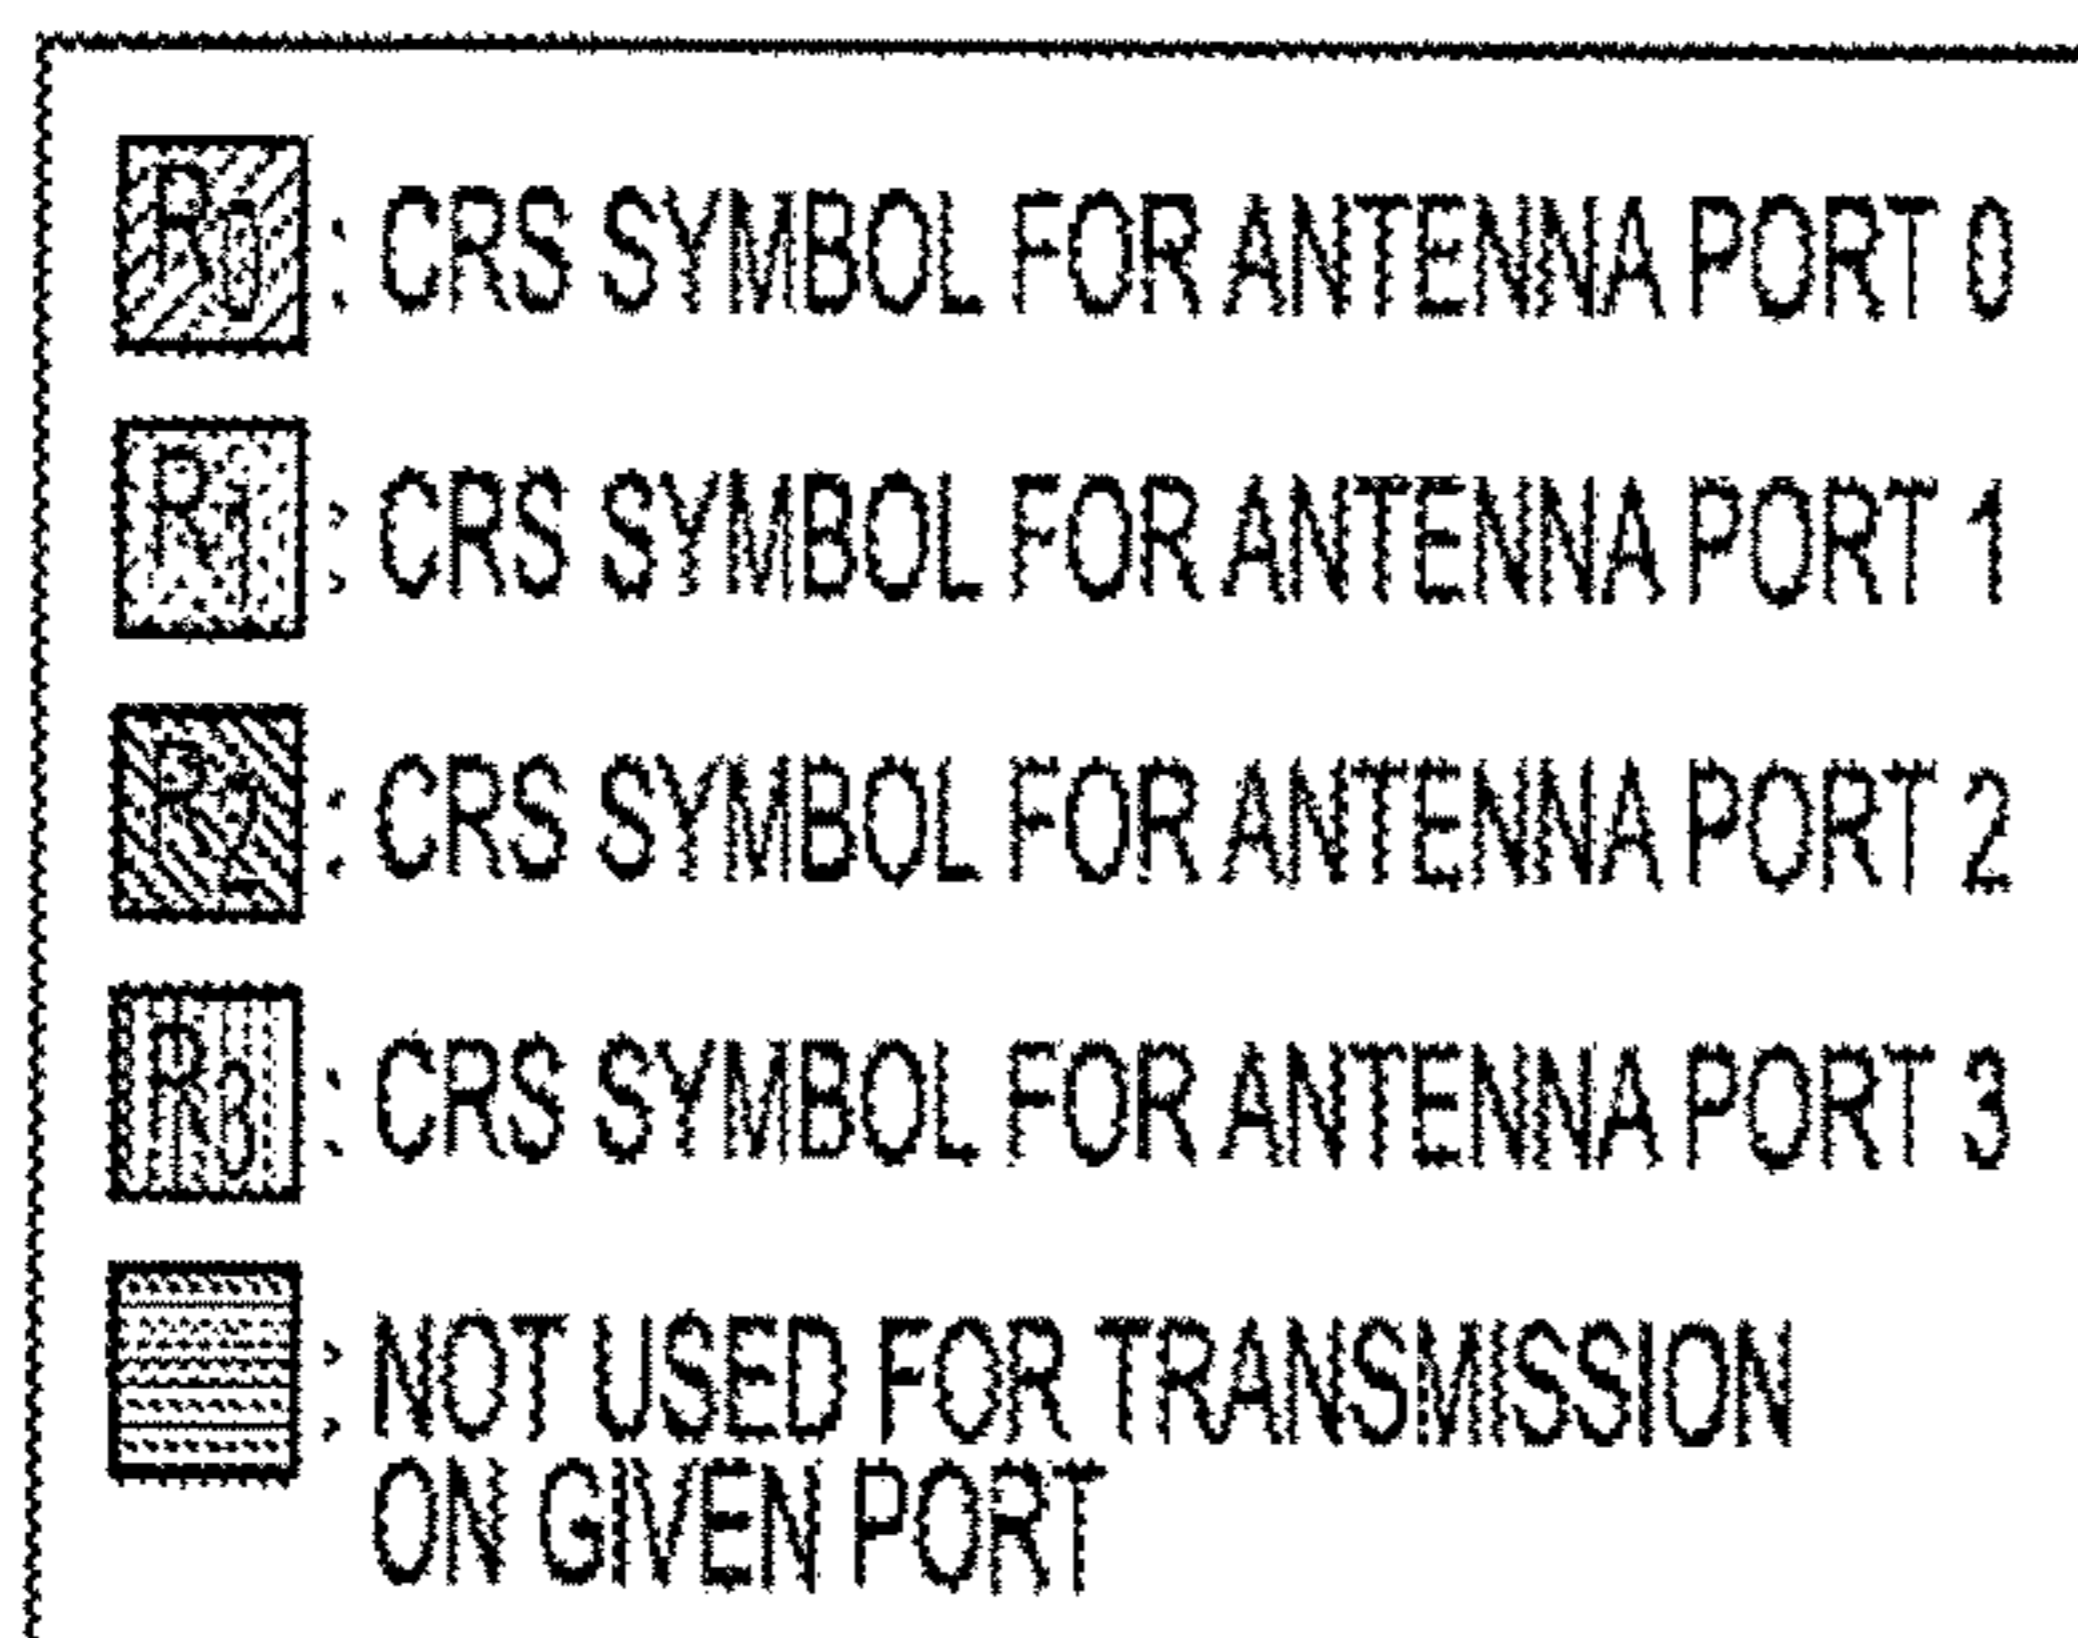 R0 : CRS SYMBOL FOR ANTENNA PORT 0
R1 : CRS SYMBOL FOR ANTENNA PORT 1
R2 : CRS SYMBOL FOR ANTENNA PORT 2
R3 : CRS SYMBOL FOR ANTENNA PORT 3
: NOT USED FOR TRANSMISSION
ON GIVEN PORT